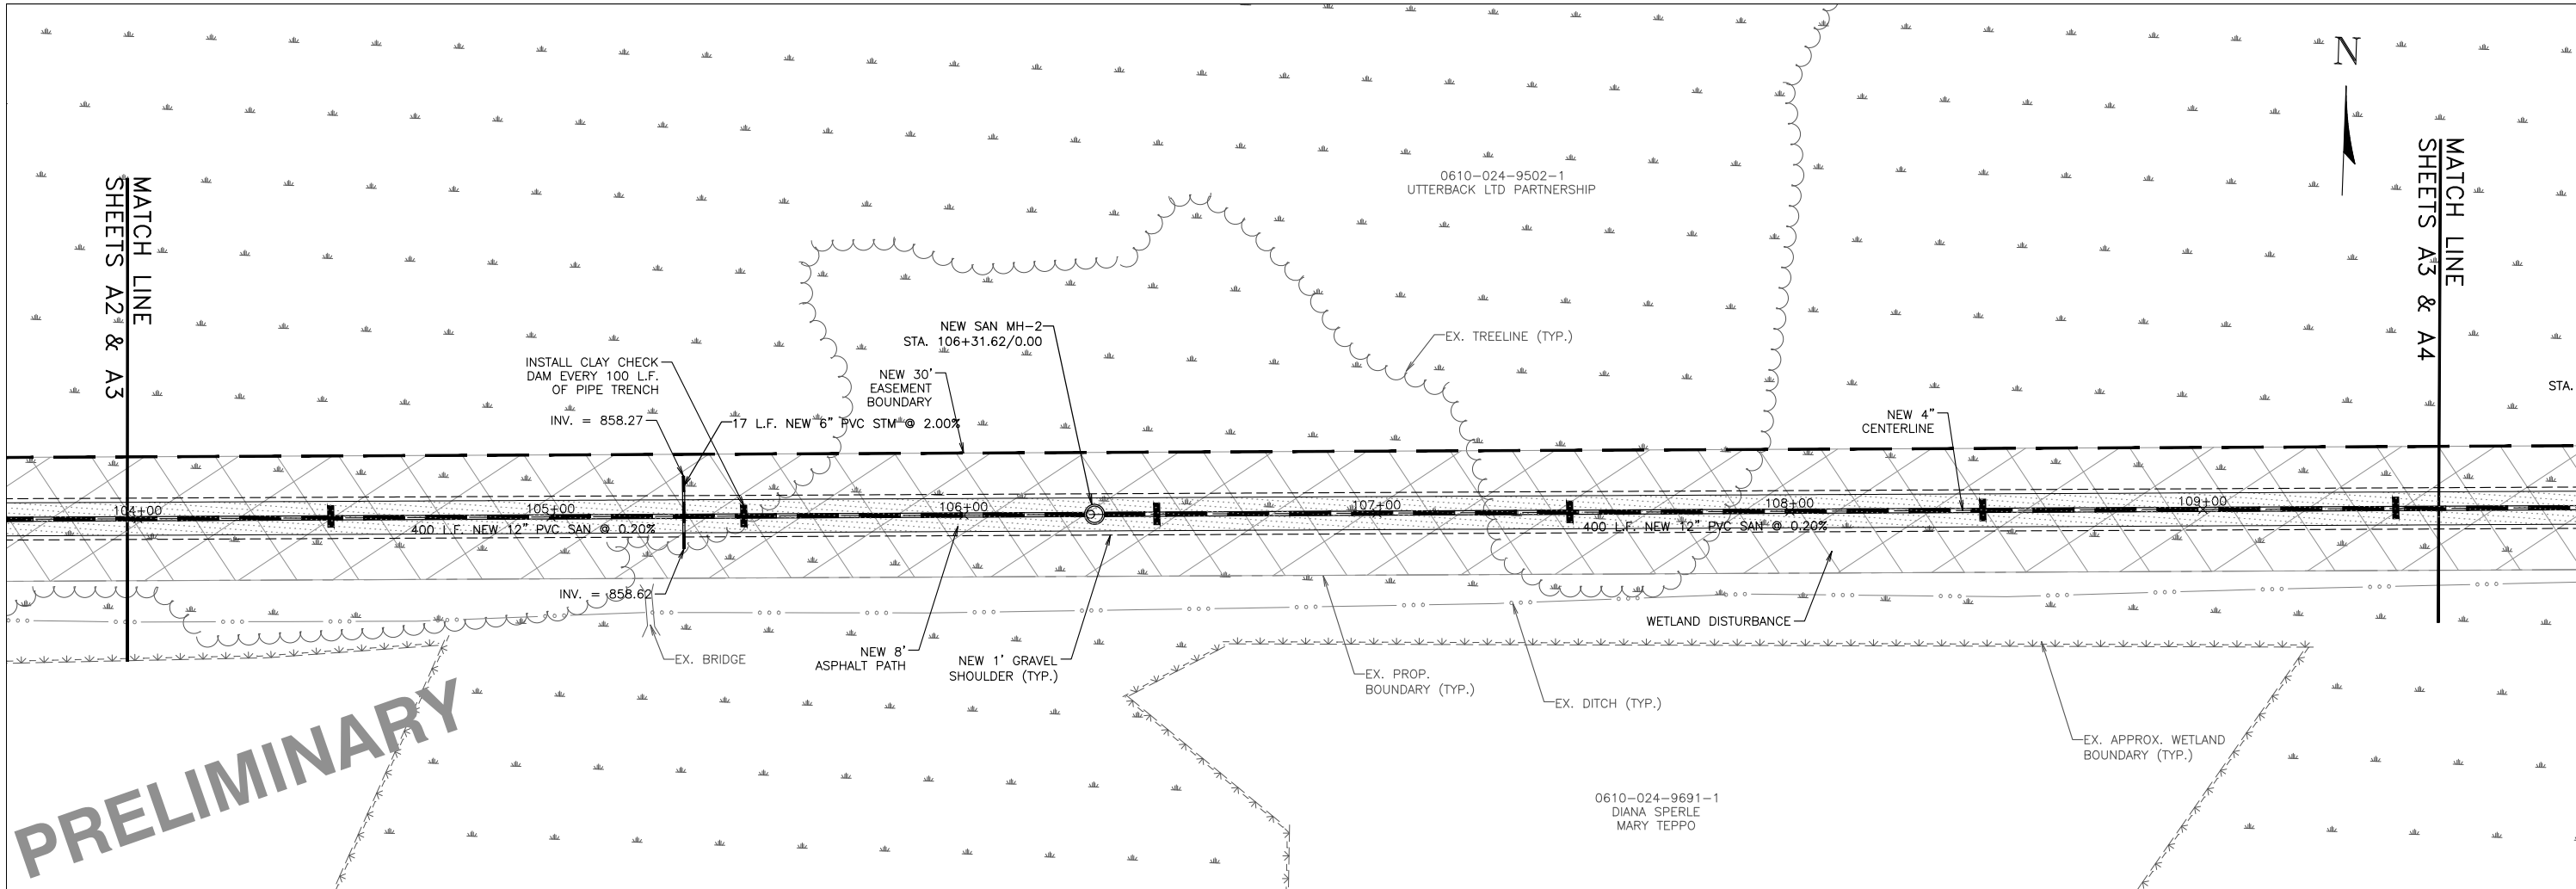 N
MATCH LINE
SHEETS A2 & A3
MATCH LINE
SHEETS A3 & A4
0610-024-9502-1
UTTERBACK LTD PARTNERSHIP
NEW SAN MH-2
STA. 106+31.62/0.00
EX. TREELINE (TYP.)
INSTALL CLAY CHECK
DAM EVERY 100 L.F.
OF PIPE TRENCH
NEW 30'
EASEMENT
BOUNDARY
STA.
INV. = 858.27
17 L.F. NEW 6" PVC STM @ 2.00%
NEW 4"
CENTERLINE
104+00
105+00
106+00
107+00
108+00
109+00
400 L.F. NEW 12" PVC SAN @ 0.20%
400 L.F. NEW 12" PVC SAN @ 0.20%
INV. = 858.62
WETLAND DISTURBANCE
EX. BRIDGE
NEW 8'
ASPHALT PATH
NEW 1' GRAVEL
SHOULDER (TYP.)
EX. PROP.
BOUNDARY (TYP.)
EX. DITCH (TYP.)
EX. APPROX. WETLAND
BOUNDARY (TYP.)
0610-024-9691-1
DIANA SPERLE
MARY TEPPO
PRELIMINARY